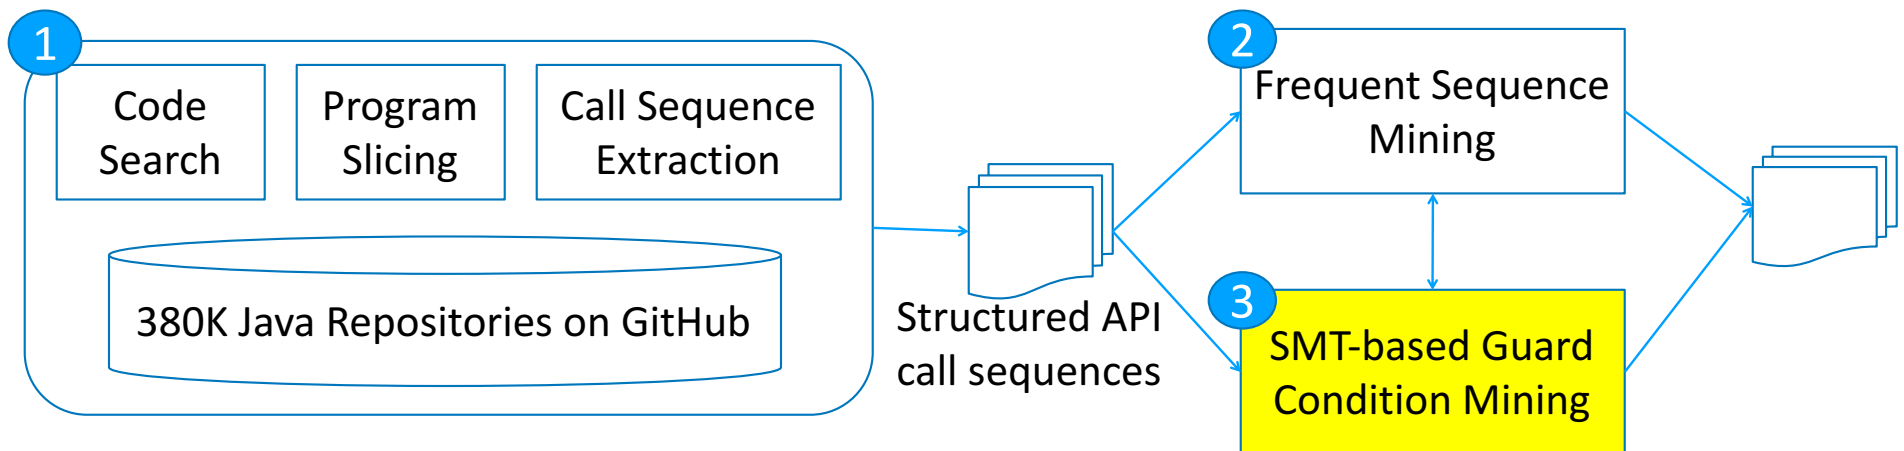 1
Code
Search
Program
Slicing
Call Sequence
Extraction
380K Java Repositories on GitHub
Structured API
call sequences
2
Frequent Sequence
Mining
3
SMT-based Guard
Condition Mining